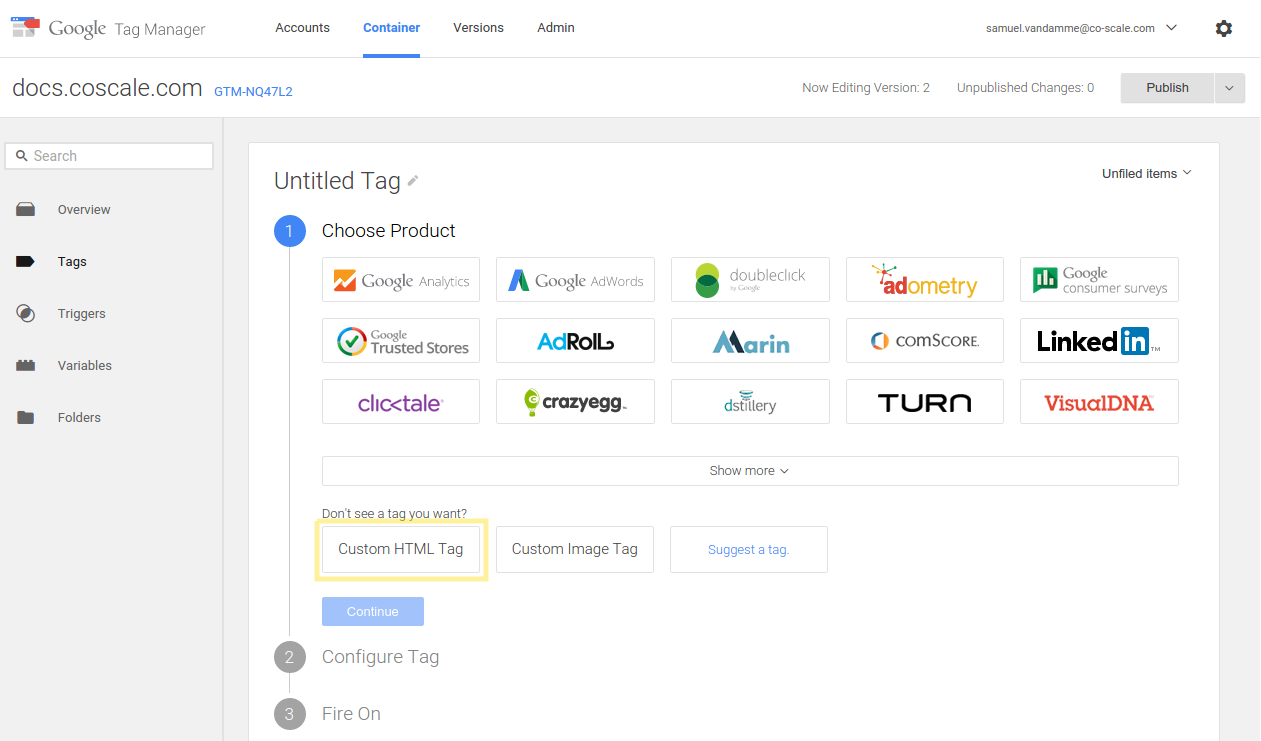 Google Tag Manager Accounts Container Versions Admin samuel.vandamme@co-scale.com
docs.coscale.com GTM-NQ47L2 Now Editing Version: 2 Unpublished Changes: 0 Publish
Search
Overview
Tags
Triggers
Variables
Folders
Untitled Tag Unfiled items
1 Choose Product
Google Analytics Google AdWords doubleclick by Google adometry Google consumer surveys
Google Trusted Stores AdRoll Marin comScore. LinkedIn TM
clicktale crazyegg dstillery TURN VisualDNA
Show more
Don't see a tag you want?
Custom HTML Tag Custom Image Tag Suggest a tag.
Continue
2 Configure Tag
3 Fire On